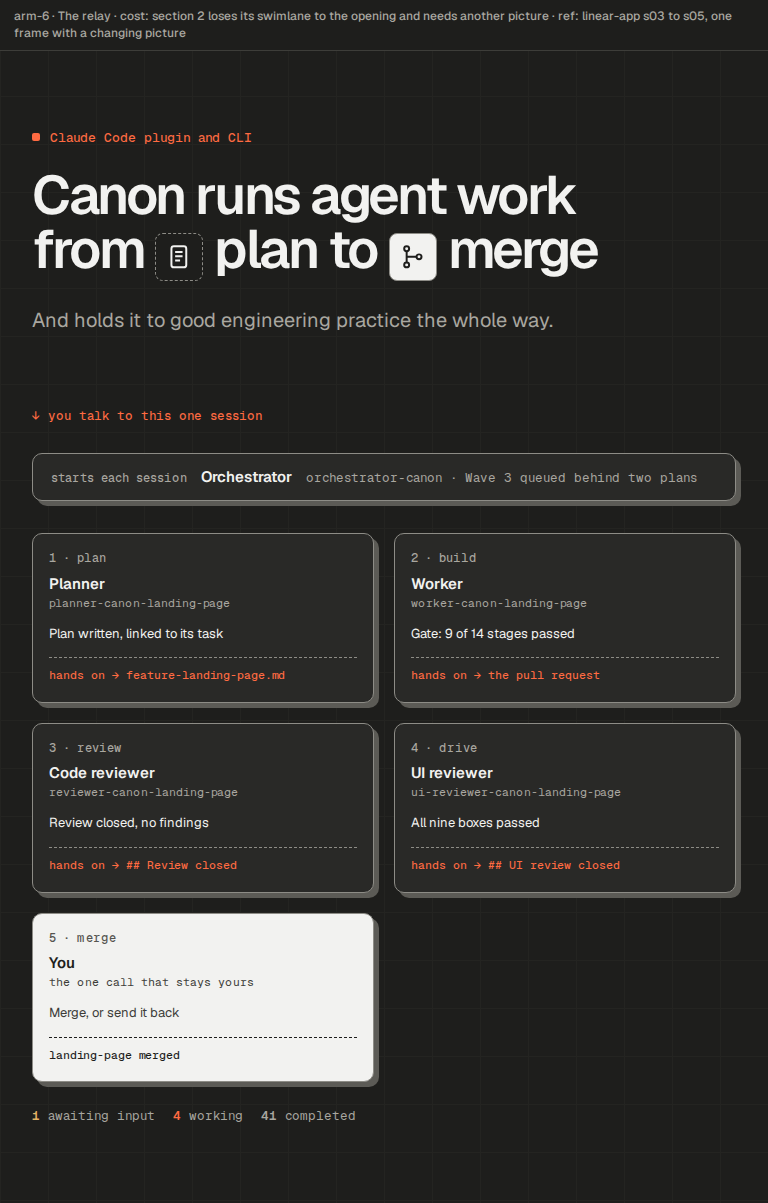 arm-6 · The relay · cost: section 2 loses its swimlane to the opening and needs another picture · ref: linear-app s03 to s05, one
frame with a changing picture
Claude Code plugin and CLI
Canon runs agent work
from plan to merge
And holds it to good engineering practice the whole way.
↓ you talk to this one session
starts each session Orchestrator orchestrator-canon · Wave 3 queued behind two plans
1 · plan
Planner
planner-canon-landing-page
Plan written, linked to its task
hands on → feature-landing-page.md
2 · build
Worker
worker-canon-landing-page
Gate: 9 of 14 stages passed
hands on → the pull request
3 · review
Code reviewer
reviewer-canon-landing-page
Review closed, no findings
hands on → ## Review closed
4 · drive
UI reviewer
ui-reviewer-canon-landing-page
All nine boxes passed
hands on → ## UI review closed
5 · merge
You
the one call that stays yours
Merge, or send it back
landing-page merged
1 awaiting input 4 working 41 completed